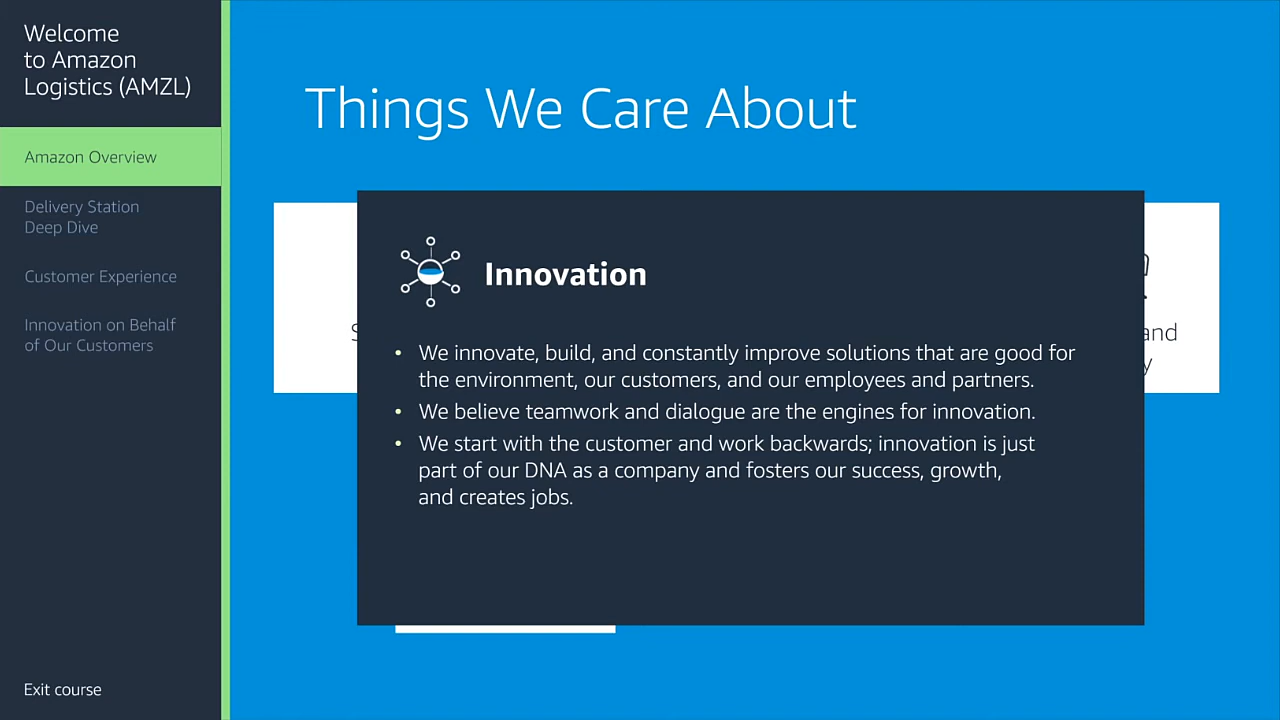 Welcome
to Amazon
Logistics (AMZL)
Amazon Overview
Delivery Station
Deep Dive
Customer Experience
Innovation on Behalf
of Our Customers
Exit course
Things We Care About
Innovation
• We innovate, build, and constantly improve solutions that are good for
the environment, our customers, and our employees and partners.
• We believe teamwork and dialogue are the engines for innovation.
• We start with the customer and work backwards; innovation is just
part of our DNA as a company and fosters our success, growth,
and creates jobs.
and